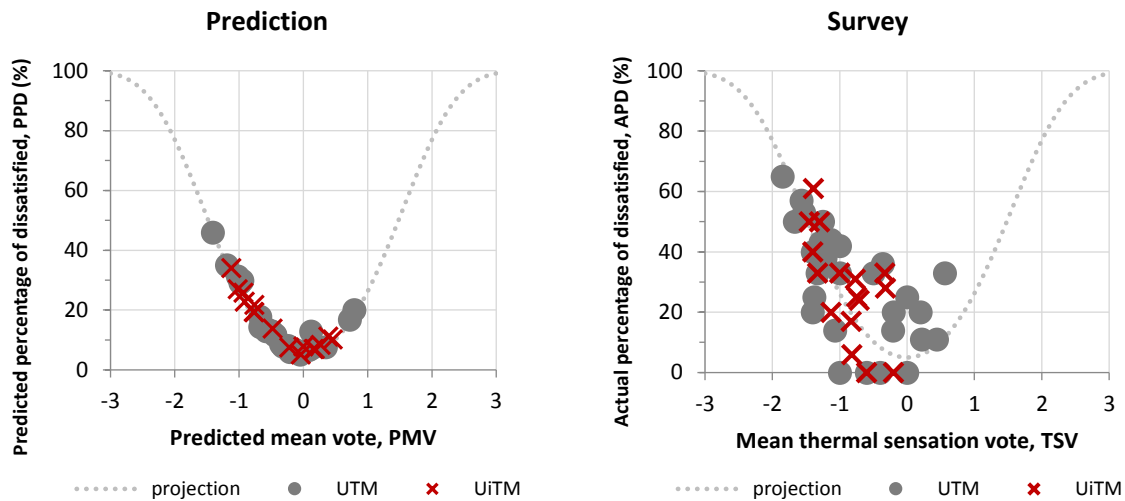 Prediction
Predicted percentage of dissatisfied, PPD (%)
100
80
60
40
20
0
-3 -2 -1 0 1 2 3
Predicted mean vote, PMV
projection UTM UiTM
Survey
Actual percentage of dissatisfied, APD (%)
100
80
60
40
20
0
-3 -2 -1 0 1 2 3
Mean thermal sensation vote, TSV
projection UTM UiTM